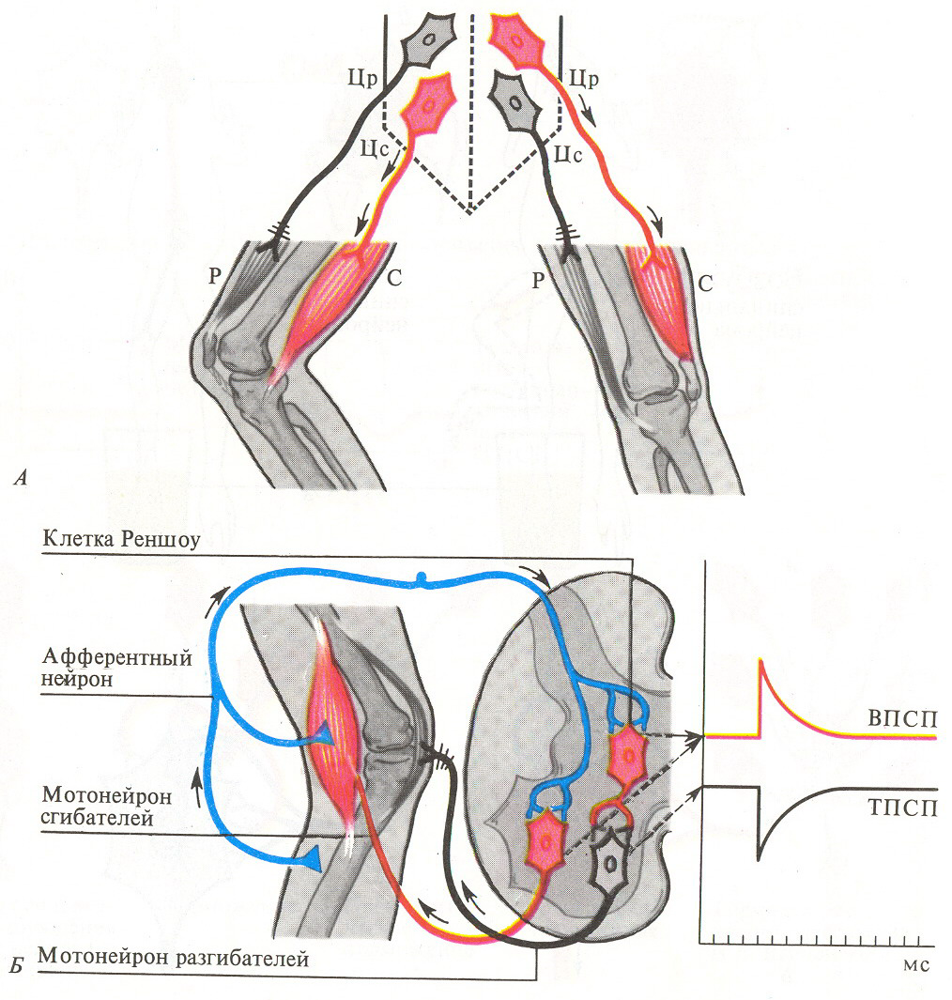 Цр
Цр
Цс
Цс
Р
С
Р
С
А
Клетка Реншоу
Афферентный
нейрон
ВПСП
Мотонейрон
сгибателей
ТПСП
Б
Мотонейрон разгибателей
мс